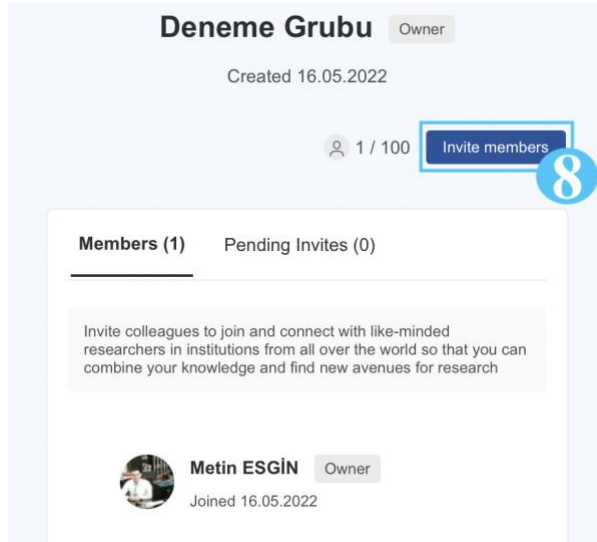 Deneme Grubu Owner
Created 16.05.2022
1 / 100 Invite members
8
Members (1) Pending Invites (0)
Invite colleagues to join and connect with like-minded
researchers in institutions from all over the world so that you can
combine your knowledge and find new avenues for research
Metin ESGİN Owner
Joined 16.05.2022